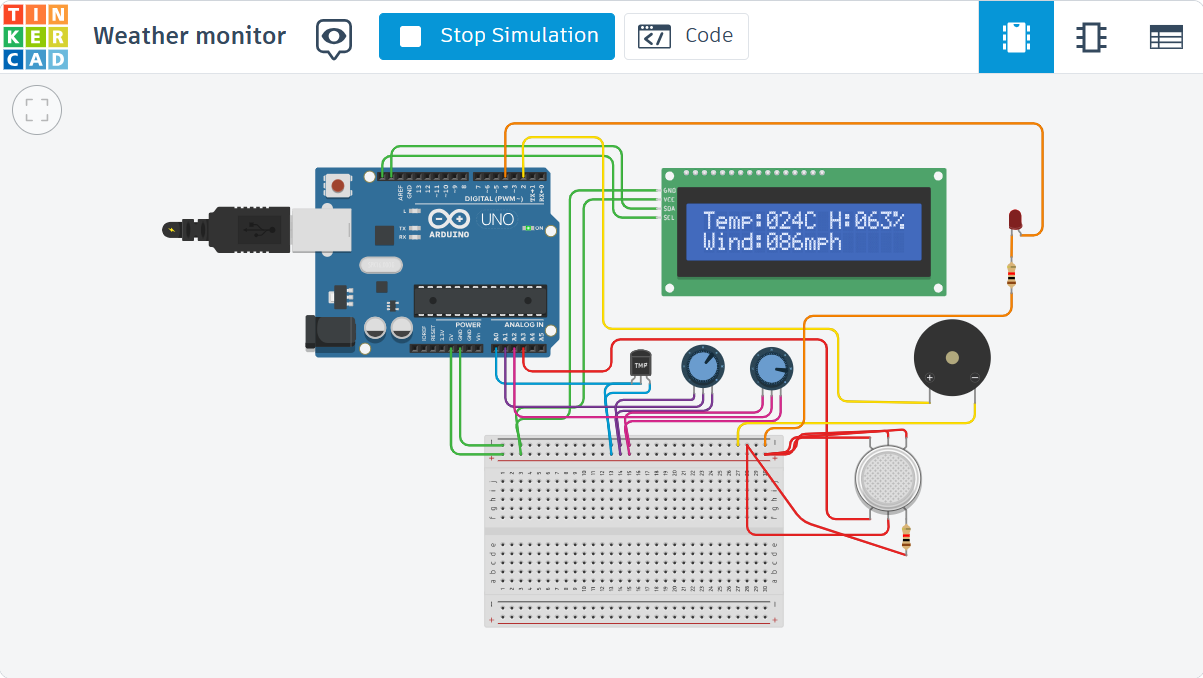 TIN
KER
CAD
Weather monitor
Stop Simulation
Code
AREF
GND
13
12
~11
~10
~9
8
7
~6
~5
4
~3
2
TX→1
RX←0
DIGITAL (PWM~)
L
TX
RX
ARDUINO
UNO
ON
POWER
ANALOG IN
IOREF
RESET
3.3V
5V
GND
GND
Vin
A0
A1
A2
A3
A4
A5
GND
VCC
SDA
SCL
Temp:024C H:063%
Wind:086mph
TMP
+
−